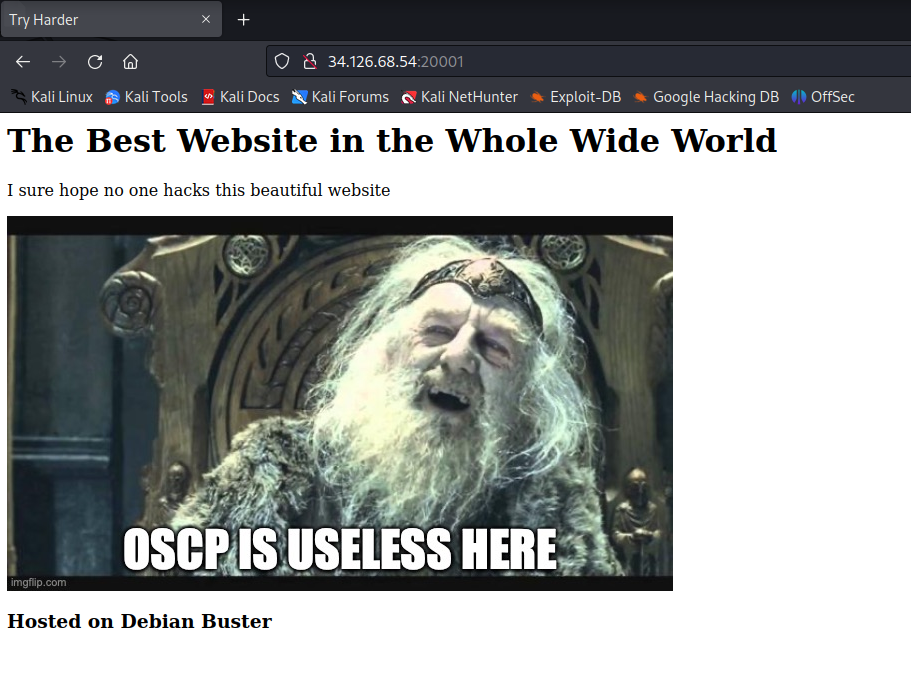 Try Harder
34.126.68.54:20001
Kali Linux Kali Tools Kali Docs Kali Forums Kali NetHunter Exploit-DB Google Hacking DB OffSec
The Best Website in the Whole Wide World
I sure hope no one hacks this beautiful website
OSCP IS USELESS HERE
imgflip.com
Hosted on Debian Buster